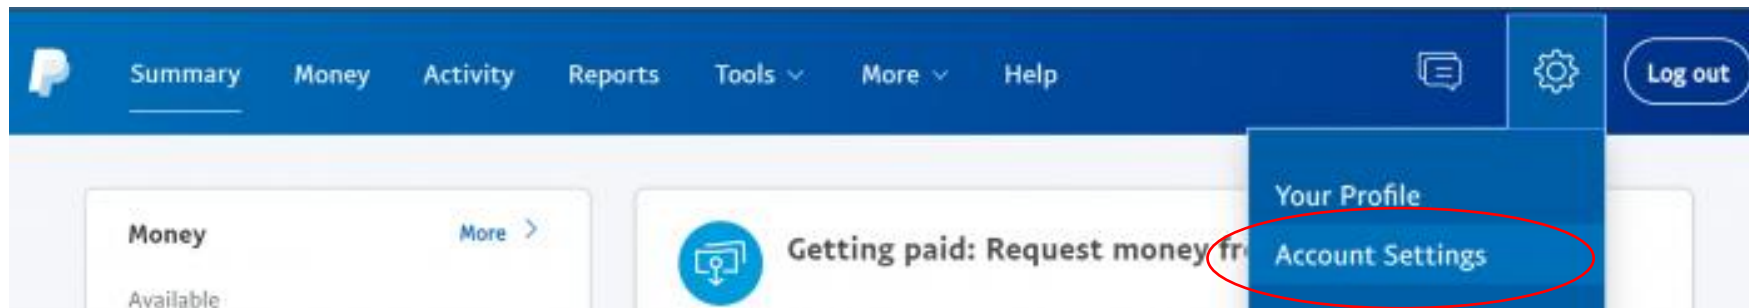 Summary Money Activity Reports Tools More Help Log out
Your Profile
Money More
Getting paid: Request money fr
Account Settings
Available